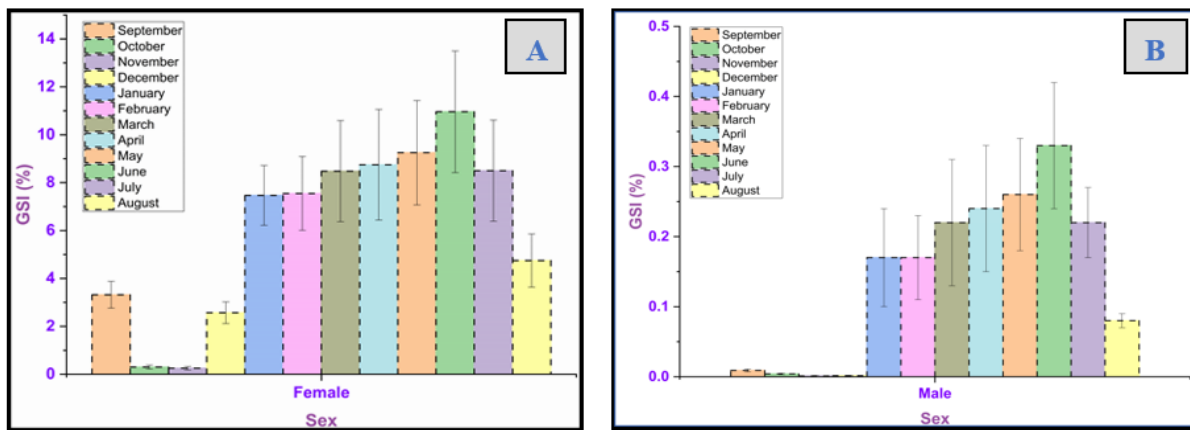 A
September
October
November
December
January
February
March
April
May
June
July
August
14
12
10
8
6
4
2
0
GSI (%)
Female
Sex
B
September
October
November
December
January
February
March
April
May
June
July
August
0.5
0.4
0.3
0.2
0.1
0.0
GSI (%)
Male
Sex